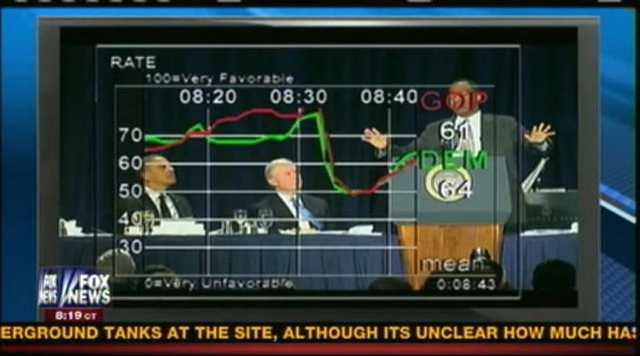 RATE
100=Very Favorable
08:20 08:30 08:40 GOP
61
70
DEM
60
64
50
40
30
mean
0=Very Unfavorable 0:08:43
FOX NEWS FOX NEWS
8:19 CT
ERGROUND TANKS AT THE SITE, ALTHOUGH ITS UNCLEAR HOW MUCH HA